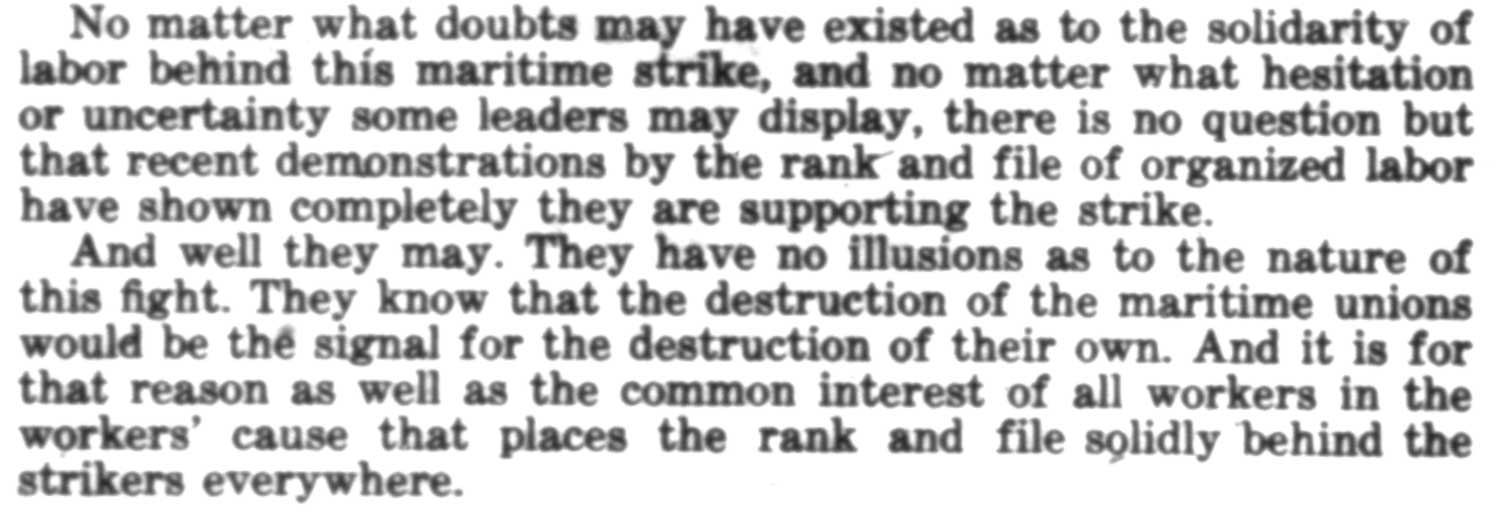 No matter what doubts may have existed as to the solidarity of
labor behind this maritime strike, and no matter what hesitation
or uncertainty some leaders may display, there is no question but
that recent demonstrations by the rank and file of organized labor
have shown completely they are supporting the strike.
And well they may. They have no illusions as to the nature of
this fight. They know that the destruction of the maritime unions
would be the signal for the destruction of their own. And it is for
that reason as well as the common interest of all workers in the
workers' cause that places the rank and file solidly behind the
strikers everywhere.